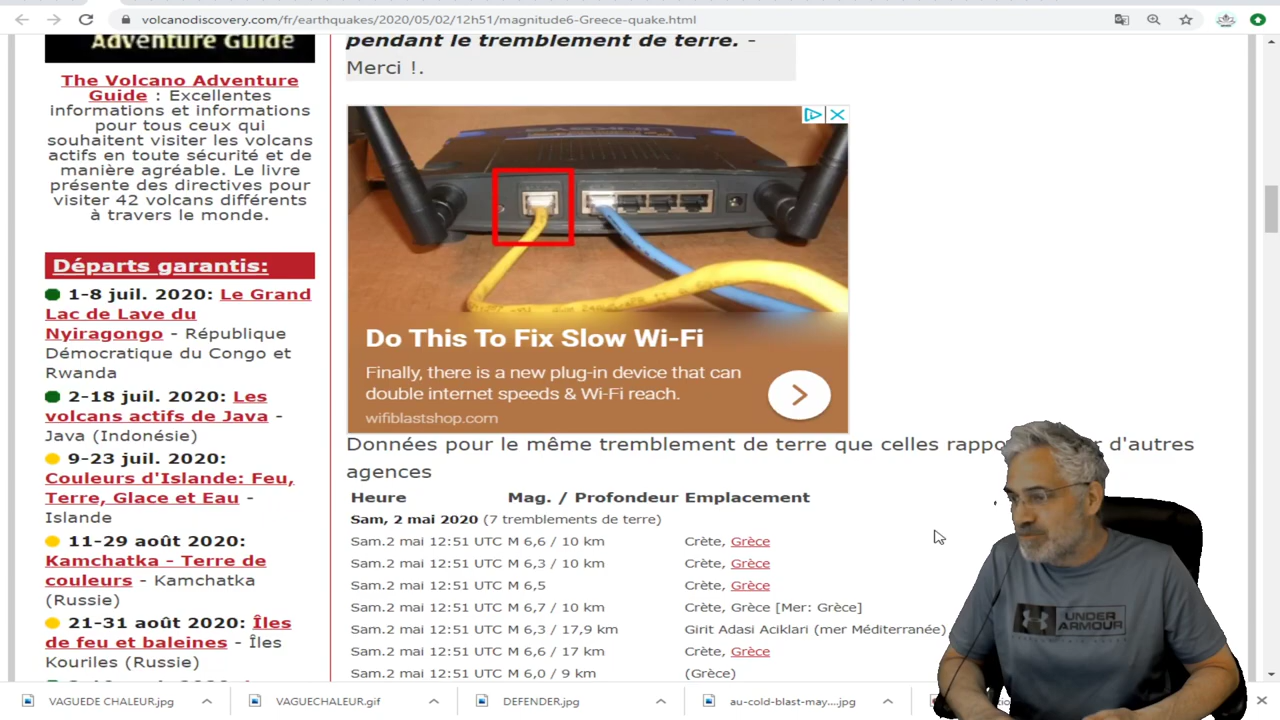 volcanodiscovery.com/fr/earthquakes/2020/05/02/12h51/magnitude6-Greece-quake.html
Adventure Guide
The Volcano Adventure
Guide : Excellentes
informations et informations
pour tous ceux qui
souhaitent visiter les volcans
actifs en toute sécurité et de
manière agréable. Le livre
présente des directives pour
visiter 42 volcans différents
à travers le monde.
Départs garantis:
1-8 juil. 2020: Le Grand
Lac de Lave du
Nyiragongo - République
Démocratique du Congo et
Rwanda
2-18 juil. 2020: Les
volcans actifs de Java -
Java (Indonésie)
9-23 juil. 2020:
Couleurs d'Islande: Feu,
Terre, Glace et Eau -
Islande
11-29 août 2020:
Kamchatka - Terre de
couleurs - Kamchatka
(Russie)
21-31 août 2020: Îles
de feu et baleines - Îles
Kouriles (Russie)
pendant le tremblement de terre. -
Merci !.
Do This To Fix Slow Wi-Fi
Finally, there is a new plug-in device that can
double internet speeds & Wi-Fi reach.
wifiblastshop.com
Données pour le même tremblement de terre que celles d'autres
agences
Heure Mag. / Profondeur Emplacement
Sam, 2 mai 2020 (7 tremblements de terre)
Sam.2 mai 12:51 UTC M 6,6 / 10 km Crète, Grèce
Sam.2 mai 12:51 UTC M 6,3 / 10 km Crète, Grèce
Sam.2 mai 12:51 UTC M 6,5 Crète, Grèce
Sam.2 mai 12:51 UTC M 6,7 / 10 km Crète, Grèce [Mer: Grèce]
Sam.2 mai 12:51 UTC M 6,3 / 17,9 km Girit Adasi Aciklari (mer Méditerranée)
Sam.2 mai 12:51 UTC M 6,6 / 17 km Crète, Grèce
Sam.2 mai 12:51 UTC M 6,0 / 9 km (Grèce)
UNDER
ARMOUR
VAGUEDE CHALEUR.jpg
VAGUECHALEUR.gif
DEFENDER.jpg
au-cold-blast-may....jpg